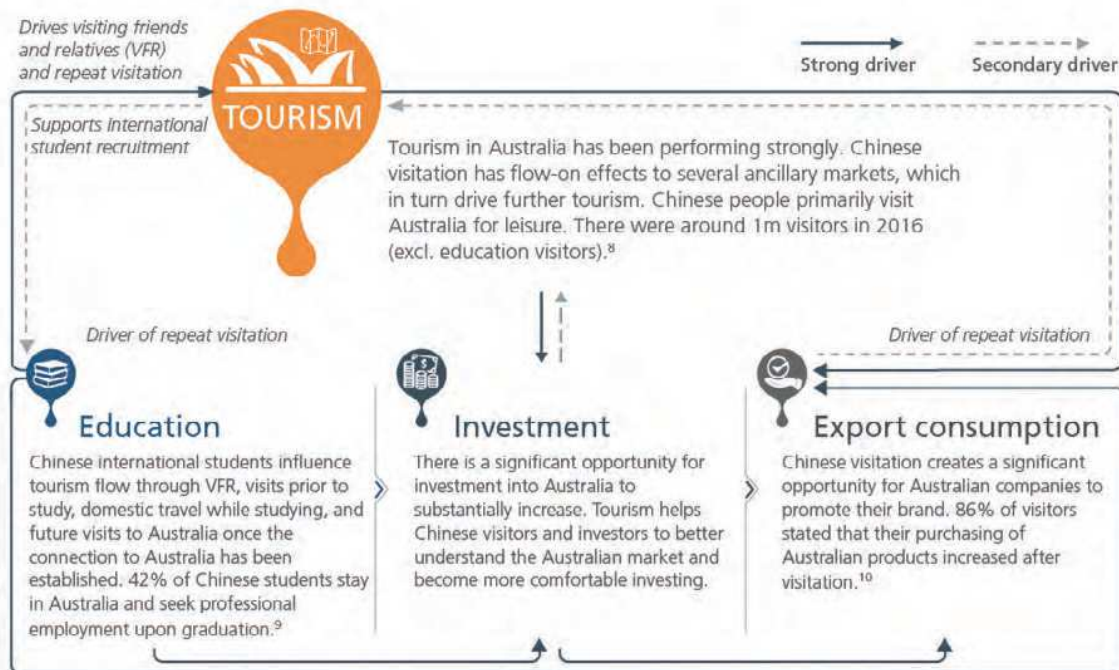 Drives visiting friends
and relatives (VFR)
and repeat visitation
Strong driver
Secondary driver
TOURISM
Supports international
student recruitment
Tourism in Australia has been performing strongly. Chinese
visitation has flow-on effects to several ancillary markets, which
in turn drive further tourism. Chinese people primarily visit
Australia for leisure. There were around 1m visitors in 2016
(excl. education visitors).⁸
Driver of repeat visitation
Driver of repeat visitation
Education
Chinese international students influence
tourism flow through VFR, visits prior to
study, domestic travel while studying, and
future visits to Australia once the
connection to Australia has been
established. 42% of Chinese students stay
in Australia and seek professional
employment upon graduation.⁹
Investment
There is a significant opportunity for
investment into Australia to
substantially increase. Tourism helps
Chinese visitors and investors to better
understand the Australian market and
become more comfortable investing.
Export consumption
Chinese visitation creates a significant
opportunity for Australian companies to
promote their brand. 86% of visitors
stated that their purchasing of
Australian products increased after
visitation.¹⁰